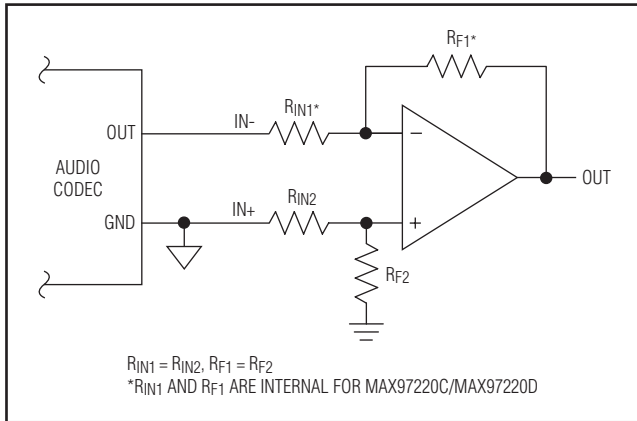 RF1*
RIN1*
IN-
OUT
AUDIO
CODEC
−
OUT
GND
IN+
RIN2
+
RF2
RIN1 = RIN2, RF1 = RF2
*RIN1 AND RF1 ARE INTERNAL FOR MAX97220C/MAX97220D